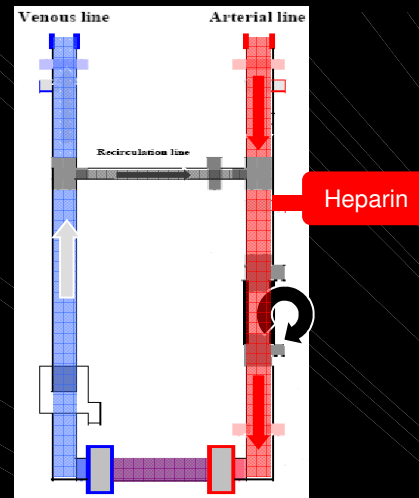 Venous line
Arterial line
Recirculation line
Heparin